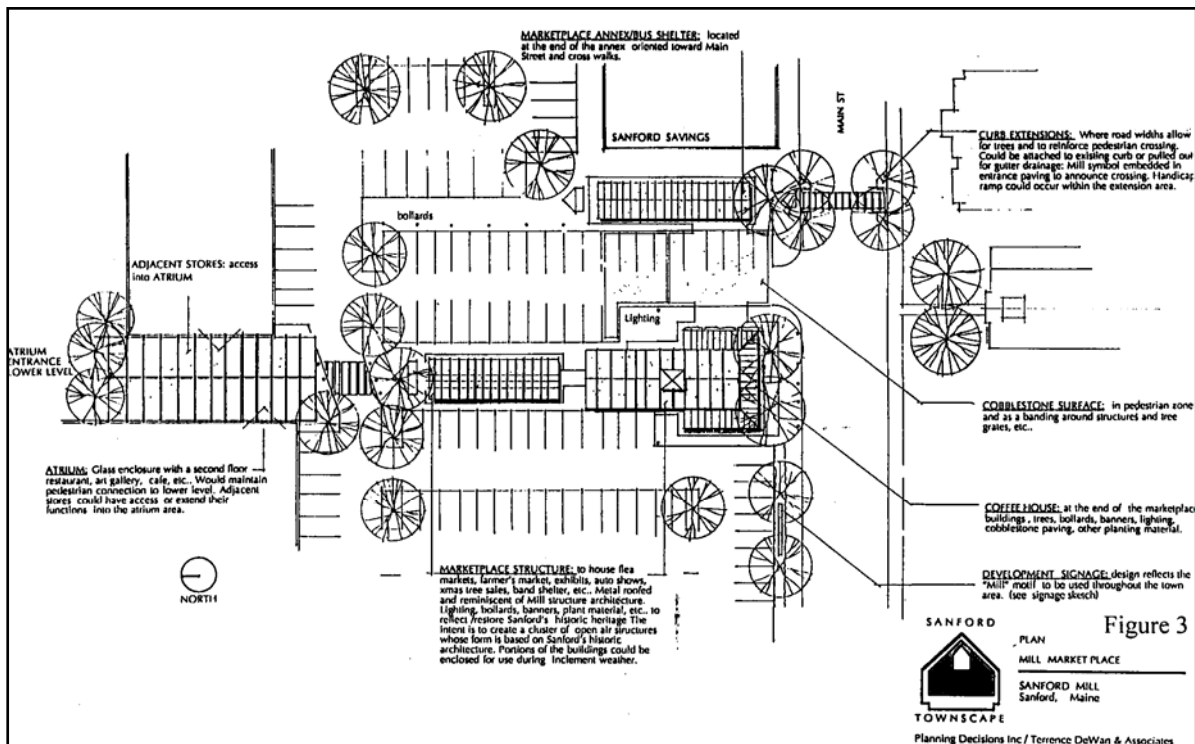 MARKETPLACE ANNEX/BUS SHELTER: located
at the end of the annex oriented toward Main
Street and cross walks.
MAIN ST
SANFORD SAVINGS
CURB EXTENSIONS: Where road widths allow
for trees and to reinforce pedestrian crossing.
Could be attached to existing curb or pulled out
for gutter drainage: Mill symbol embedded in
entrance paving to announce crossing. Handicap
ramp could occur within the extension area.
bollards
ADJACENT STORES: access
into ATRIUM
Lighting
ATRIUM
ENTRANCE
LOWER LEVEL
COBBLESTONE SURFACE: in pedestrian zone
and as a banding around structures and tree
grates, etc..
ATRIUM: Glass enclosure with a second floor
restaurant, art gallery, cafe, etc.. Would maintain
pedestrian connection to lower level. Adjacent
stores could have access or extend their
functions into the atrium area.
COFFEE HOUSE: at the end of the marketplace
buildings, trees, bollards, banners, lighting,
cobblestone paving, other planting material.
NORTH
MARKETPLACE STRUCTURE: to house flea
markets, farmer's market, exhibits, auto shows,
xmas tree sales, band shelter, etc.. Metal roofed
and reminiscent of Mill structure architecture.
Lighting, bollards, banners, plant material, etc.. to
reflect/restore Sanford's historic heritage The
intent is to create a cluster of open air structures
whose form is based on Sanford's historic
architecture. Portions of the buildings could be
enclosed for use during inclement weather.
DEVELOPMENT SIGNAGE: design reflects the
"Mill" motif to be used throughout the town
area. (see signage sketch)
SANFORD
TOWNSCAPE
Figure 3
PLAN
MILL MARKET PLACE
SANFORD MILL
Sanford, Maine
Planning Decisions Inc / Terrence DeWan & Associates